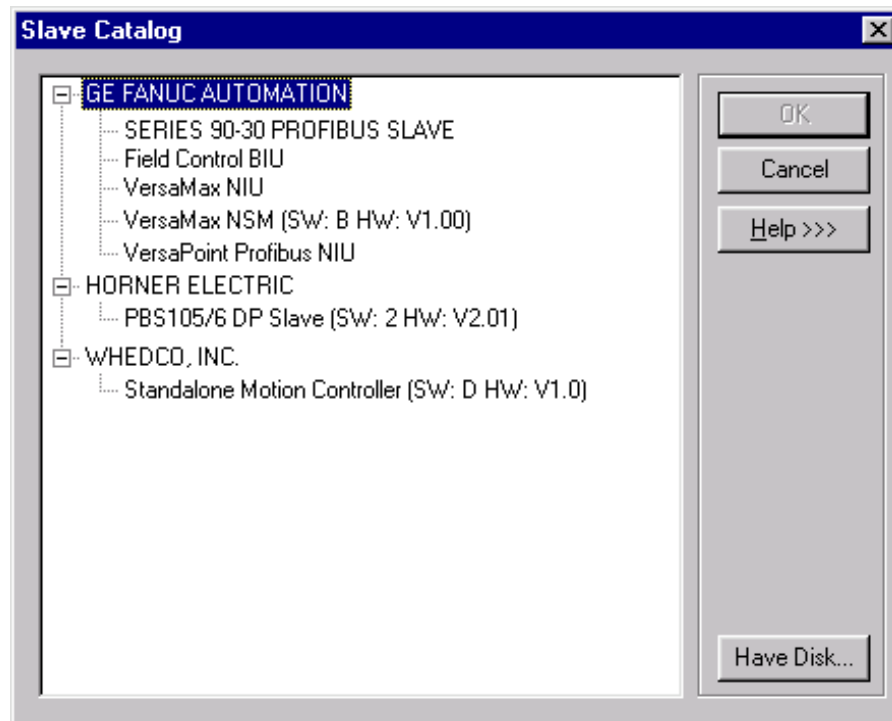 Slave Catalog
GE FANUC AUTOMATION
SERIES 90-30 PROFIBUS SLAVE
Field Control BIU
VersaMax NIU
VersaMax NSM (SW: B HW: V1.00)
VersaPoint Profibus NIU
HORNER ELECTRIC
PBS105/6 DP Slave (SW: 2 HW: V2.01)
WHEDCO, INC.
Standalone Motion Controller (SW: D HW: V1.0)
OK
Cancel
Help >>>
Have Disk...